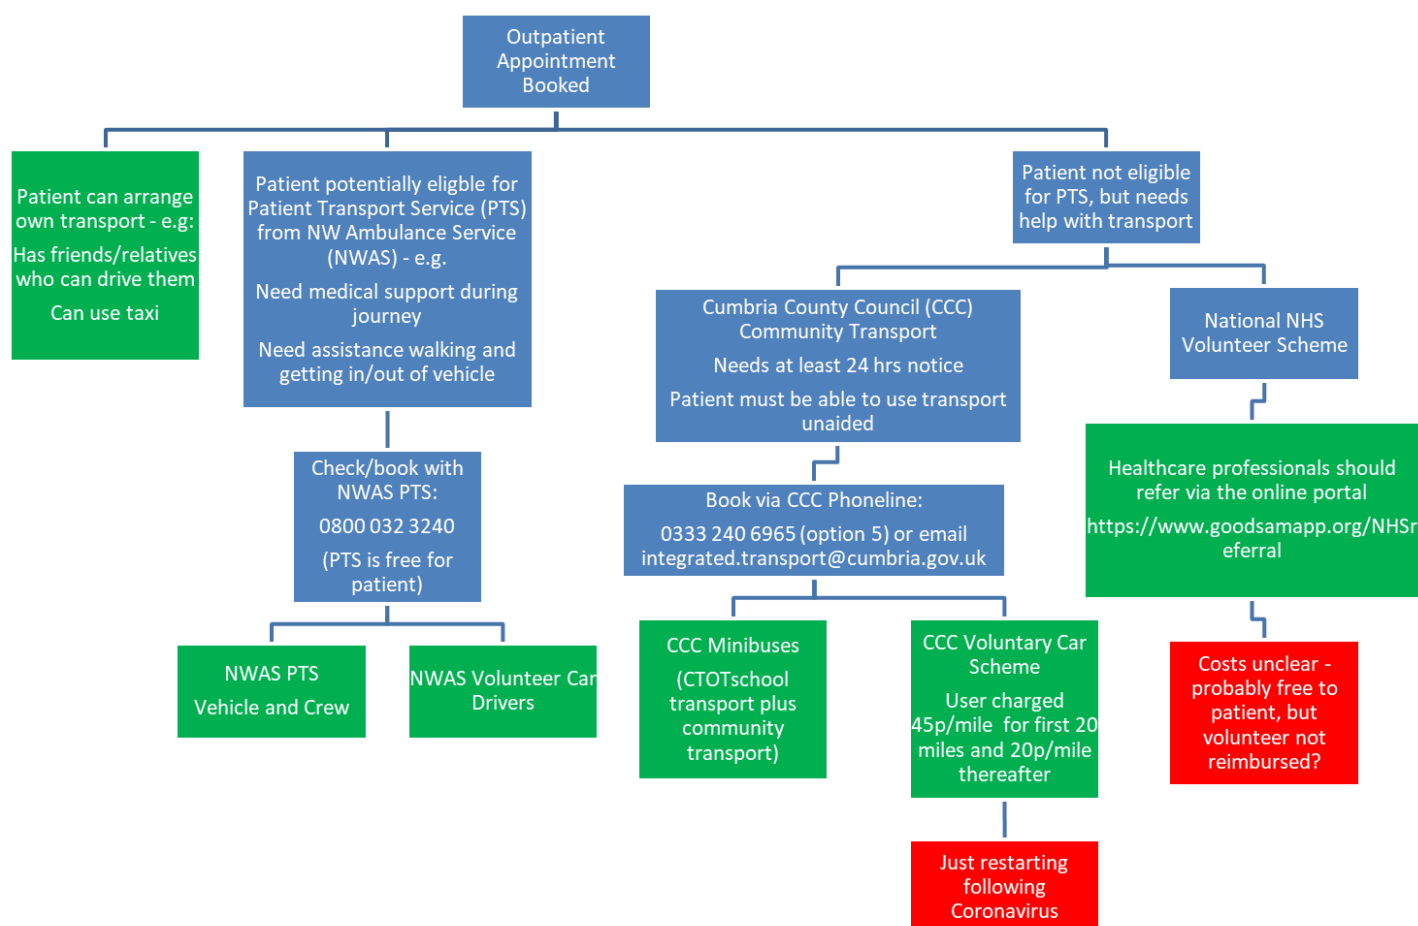 Outpatient
Appointment
Booked
Patient can arrange
own transport - e.g:
Has friends/relatives
who can drive them
Can use taxi
Patient potentially eligble for
Patient Transport Service (PTS)
from NW Ambulance Service
(NWAS) - e.g.
Need medical support during
journey
Need assistance walking and
getting in/out of vehicle
Check/book with
NWAS PTS:
0800 032 3240
(PTS is free for
patient)
NWAS PTS
Vehicle and Crew
NWAS Volunteer Car
Drivers
Patient not eligible
for PTS, but needs
help with transport
Cumbria County Council (CCC)
Community Transport
Needs at least 24 hrs notice
Patient must be able to use transport
unaided
Book via CCC Phoneline:
0333 240 6965 (option 5) or email
integrated.transport@cumbria.gov.uk
CCC Minibuses
(CTOTschool
transport plus
community
transport)
CCC Voluntary Car
Scheme
User charged
45p/mile for first 20
miles and 20p/mile
thereafter
Just restarting
following
Coronavirus
National NHS
Volunteer Scheme
Healthcare professionals should
refer via the online portal
https://www.goodsamapp.org/NHSr
eferral
Costs unclear -
probably free to
patient, but
volunteer not
reimbursed?